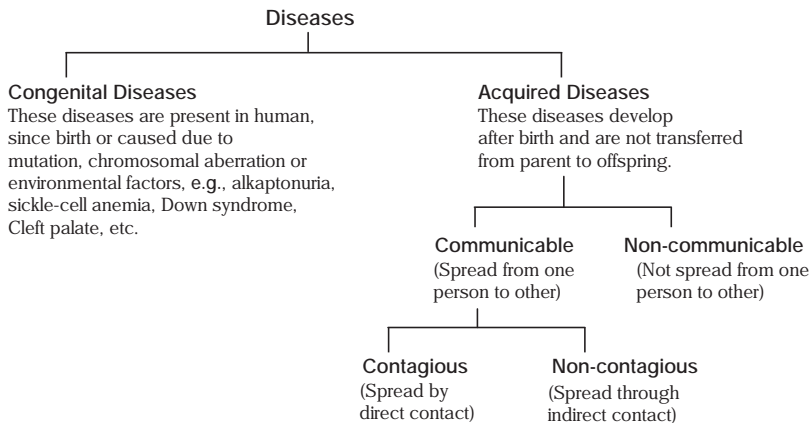 Diseases
Congenital Diseases
These diseases are present in human,
since birth or caused due to
mutation, chromosomal aberration or
environmental factors, e.g., alkaptonuria,
sickle-cell anemia, Down syndrome,
Cleft palate, etc.
Acquired Diseases
These diseases develop
after birth and are not transferred
from parent to offspring.
Communicable
(Spread from one
person to other)
Non-communicable
(Not spread from one
person to other)
Contagious
(Spread by
direct contact)
Non-contagious
(Spread through
indirect contact)